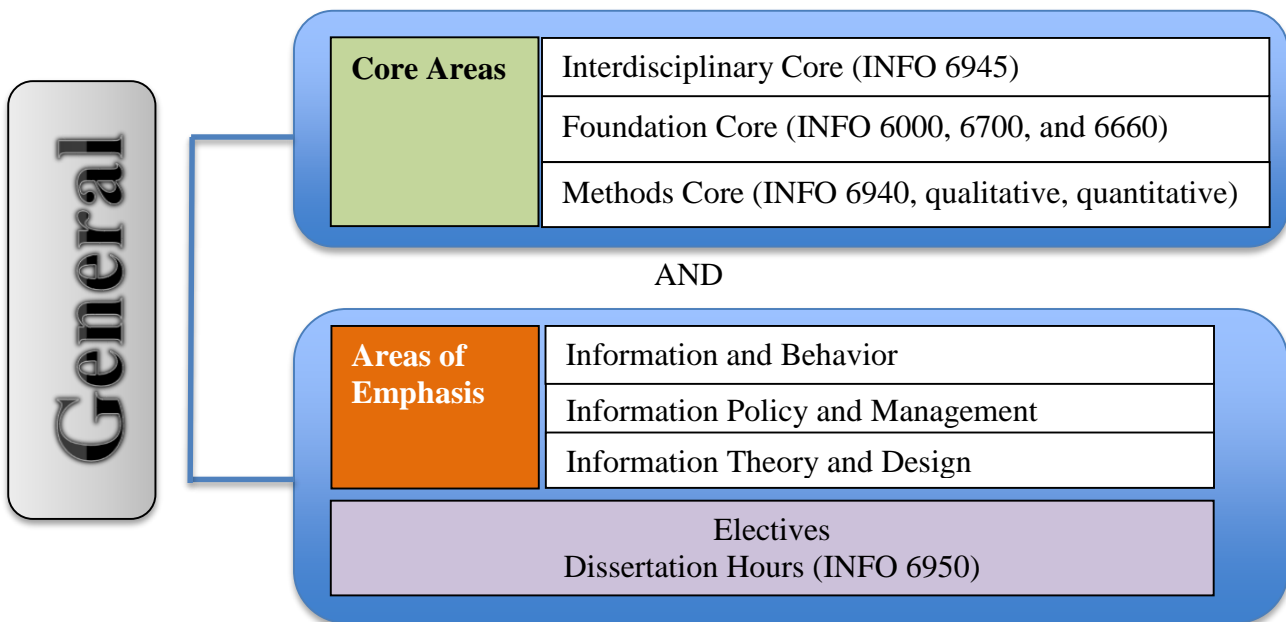 General
Core Areas
Interdisciplinary Core (INFO 6945)
Foundation Core (INFO 6000, 6700, and 6660)
Methods Core (INFO 6940, qualitative, quantitative)
AND
Areas of
Emphasis
Information and Behavior
Information Policy and Management
Information Theory and Design
Electives
Dissertation Hours (INFO 6950)